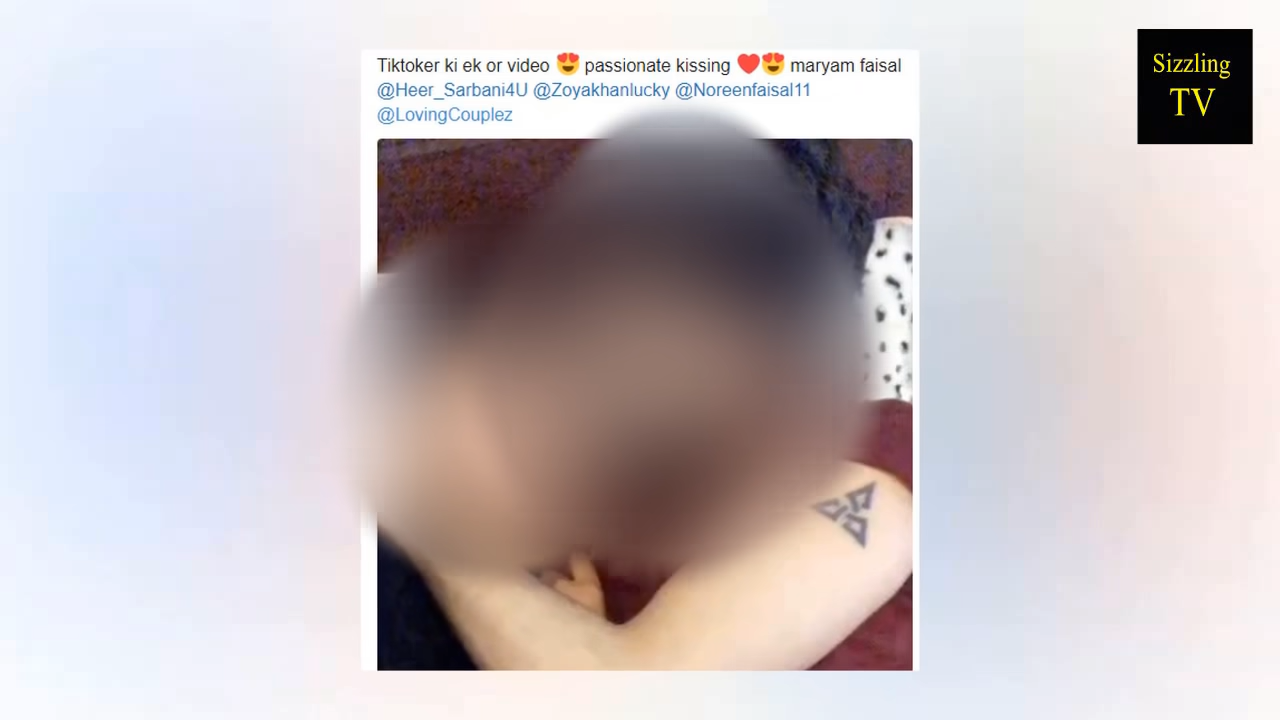 Tiktoker ki ek or video 😍 passionate kissing ❤️😍 maryam faisal
@Heer_Sarbani4U @Zoyakhanlucky @Noreenfaisal11
@LovingCouplez
Sizzling
TV